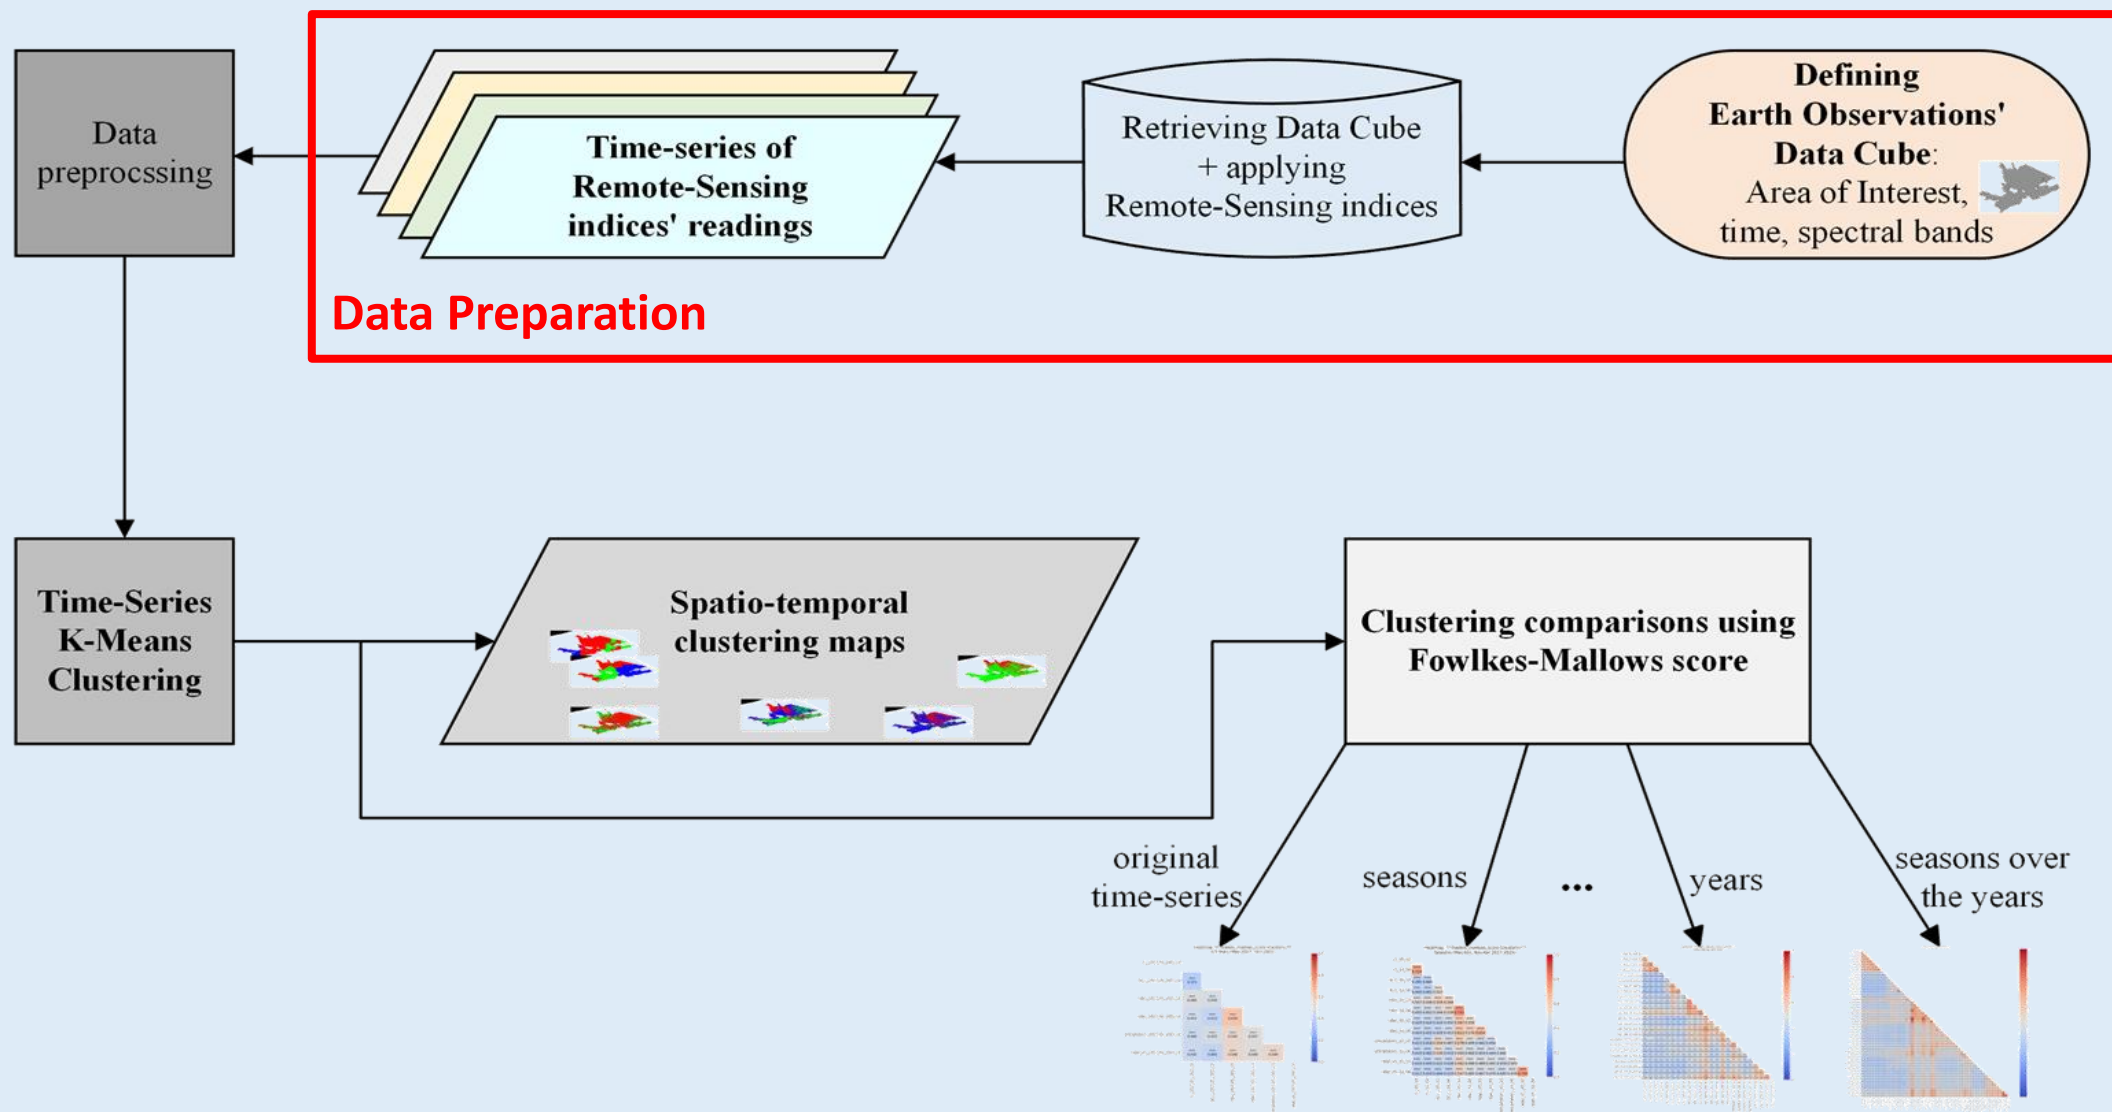 Data
preprocssing
Time-series of
Remote-Sensing
indices' readings
Retrieving Data Cube
+ applying
Remote-Sensing indices
Defining
Earth Observations'
Data Cube:
Area of Interest,
time, spectral bands
Data Preparation
Time-Series
K-Means
Clustering
Spatio-temporal
clustering maps
Clustering comparisons using
Fowlkes-Mallows score
original
time-series
seasons
...
years
seasons over
the years